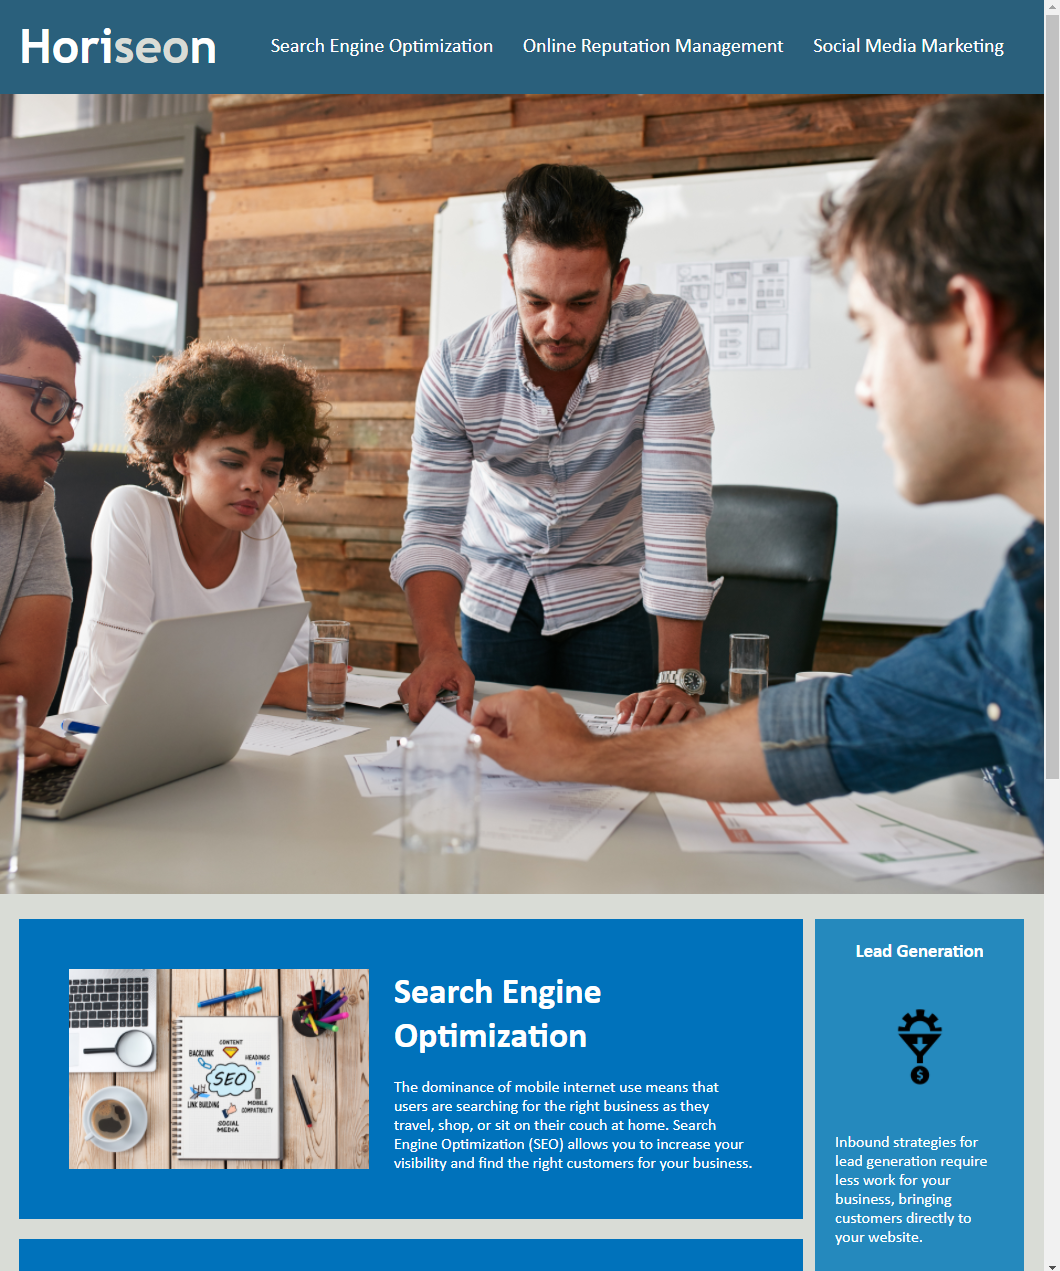 Horiseon
Search Engine Optimization
Online Reputation Management
Social Media Marketing
CONTENT
BACKLINK
HEADINGS
SEO
LINK BUILDING
MOBILE
COMPATIBILITY
SOCIAL
MEDIA
Search Engine
Optimization
The dominance of mobile internet use means that
users are searching for the right business as they
travel, shop, or sit on their couch at home. Search
Engine Optimization (SEO) allows you to increase your
visibility and find the right customers for your business.
Lead Generation
$
Inbound strategies for
lead generation require
less work for your
business, bringing
customers directly to
your website.